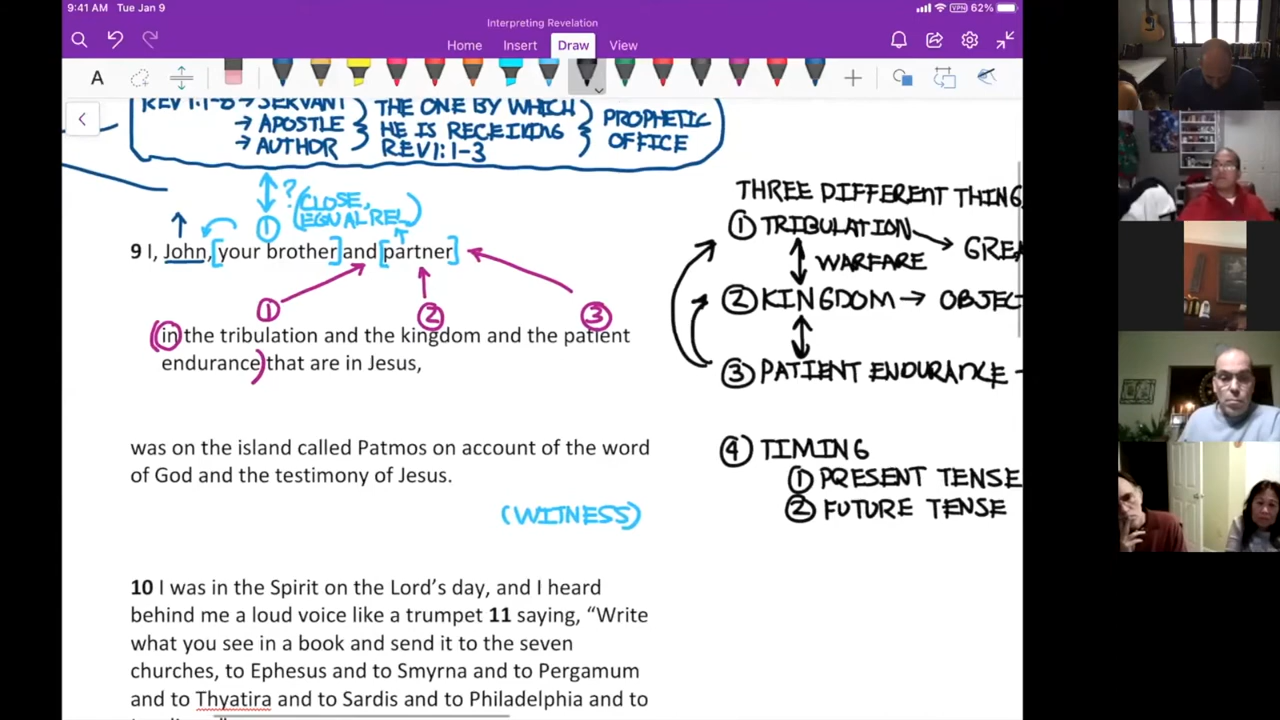 9:41 AM Tue Jan 9
VPN 62%
Interpreting Revelation
Home Insert Draw View
A
REV 1:1-8 → SERVANT
→ APOSTLE
→ AUTHOR
THE ONE BY WHICH
HE IS RECEIVING
REV 1:1-3
PROPHETIC
OFFICE
? (CLOSE,
EQUAL REL)
①
9 I, John, [your brother] and [partner]
① ② ③
(in the tribulation and the kingdom and the patient
endurance) that are in Jesus,
was on the island called Patmos on account of the word
of God and the testimony of Jesus.
(WITNESS)
10 I was in the Spirit on the Lord’s day, and I heard
behind me a loud voice like a trumpet 11 saying, “Write
what you see in a book and send it to the seven
churches, to Ephesus and to Smyrna and to Pergamum
and to Thyatira and to Sardis and to Philadelphia and to
THREE DIFFERENT THING
① TRIBULATION → GREA
WARFARE
② KINGDOM → OBJEC
③ PATIENT ENDURANCE
④ TIMING
① PRESENT TENSE
② FUTURE TENSE